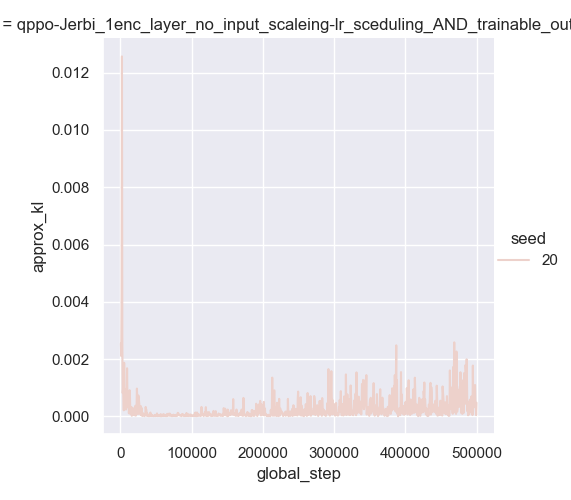 = qppo-Jerbi_1enc_layer_no_input_scaleing-lr_sceduling_AND_trainable_out
0.012
0.010
0.008
0.006
0.004
0.002
0.000
approx_kl
0 100000 200000 300000 400000 500000
global_step
seed
20